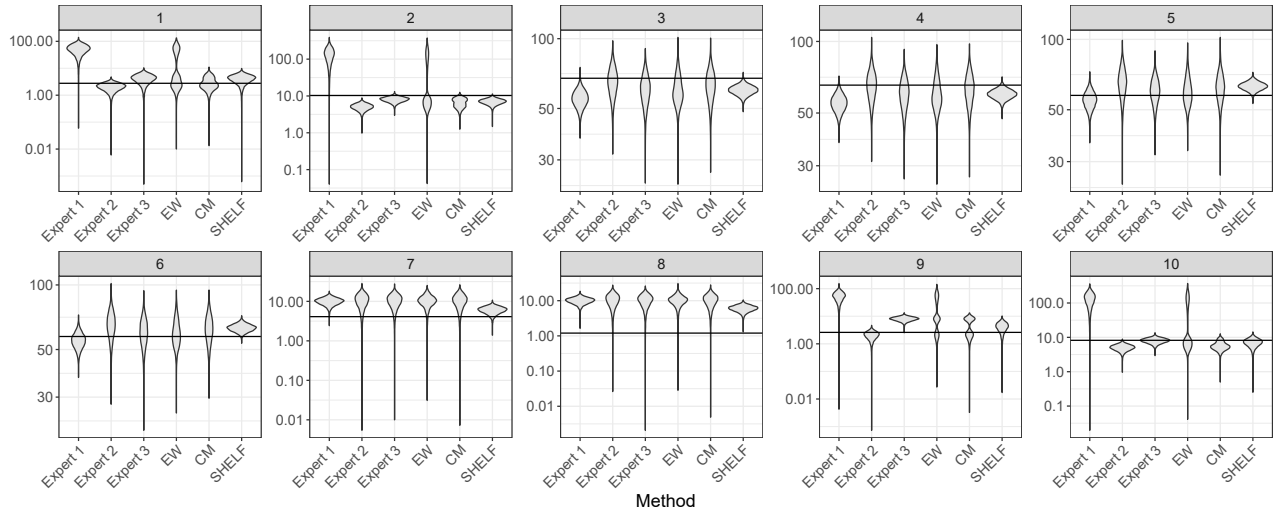 1
2
3
4
5
100.00
1.00
0.01
100.0
10.0
1.0
0.1
100
50
30
100
50
30
100
50
30
Expert 1
Expert 2
Expert 3
EW
CM
SHELF
Expert 1
Expert 2
Expert 3
EW
CM
SHELF
Expert 1
Expert 2
Expert 3
EW
CM
SHELF
Expert 1
Expert 2
Expert 3
EW
CM
SHELF
Expert 1
Expert 2
Expert 3
EW
CM
SHELF
6
7
8
9
10
100
50
30
10.00
1.00
0.10
0.01
10.00
1.00
0.10
0.01
100.00
1.00
0.01
100.0
10.0
1.0
0.1
Expert 1
Expert 2
Expert 3
EW
CM
SHELF
Expert 1
Expert 2
Expert 3
EW
CM
SHELF
Expert 1
Expert 2
Expert 3
EW
CM
SHELF
Expert 1
Expert 2
Expert 3
EW
CM
SHELF
Expert 1
Expert 2
Expert 3
EW
CM
SHELF
Method